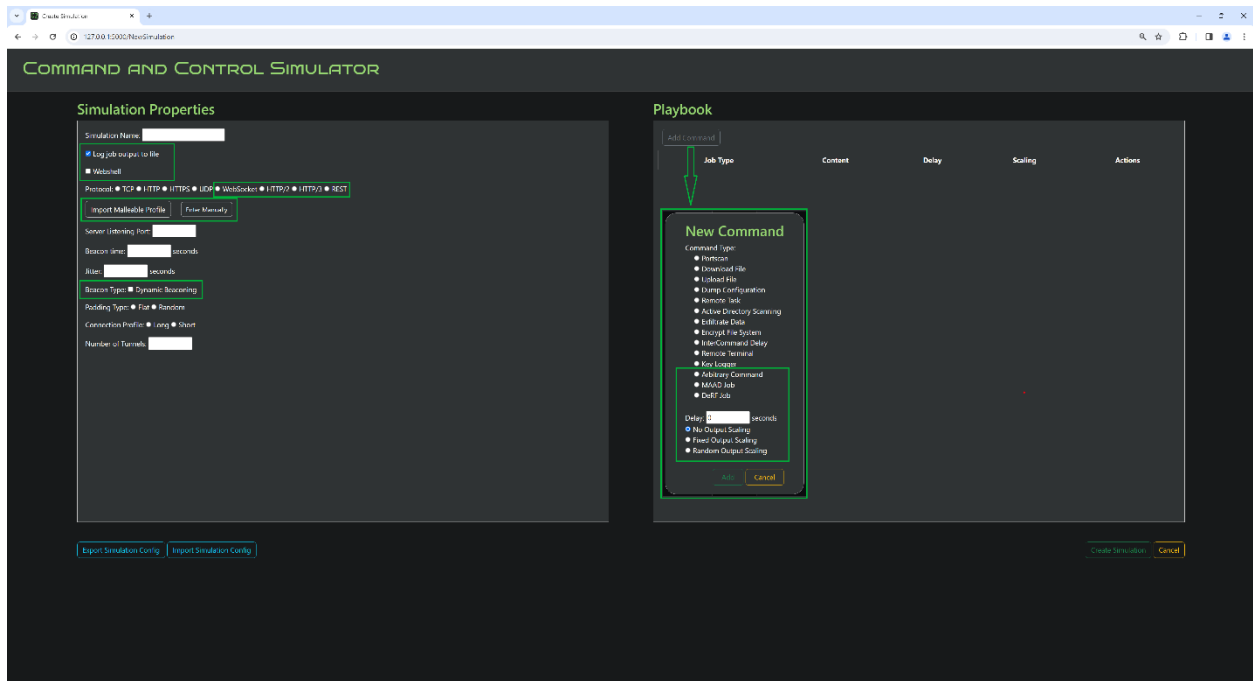 Create Simulation
127.0.0.1:5000/NewSimulation
Command and Control Simulator
Simulation Properties
Simulation Name:
Log job output to file
Webshell
Protocol: TCP HTTP HTTPS UDP WebSocket HTTP/2 HTTP/3 REST
Import Malleable Profile Enter Manually
Server Listening Port:
Beacon time: seconds
Jitter: seconds
Beacon Type: Dynamic Beaconing
Padding Type: Flat Random
Connection Profile: Long Short
Number of Tunnels:
Export Simulation Config Import Simulation Config
Playbook
Add Command
Job Type Content Delay Scaling Actions
New Command
Command Type:
Portscan
Download File
Upload File
Dump Configuration
Remote Task
Active Directory Scanning
Exfiltrate Data
Encrypt File System
InterCommand Delay
Remote Terminal
Key Logger
Arbitrary Command
MAAD Job
DeRF Job
Delay: 0 seconds
No Output Scaling
Fixed Output Scaling
Random Output Scaling
Add Cancel
Create Simulation Cancel